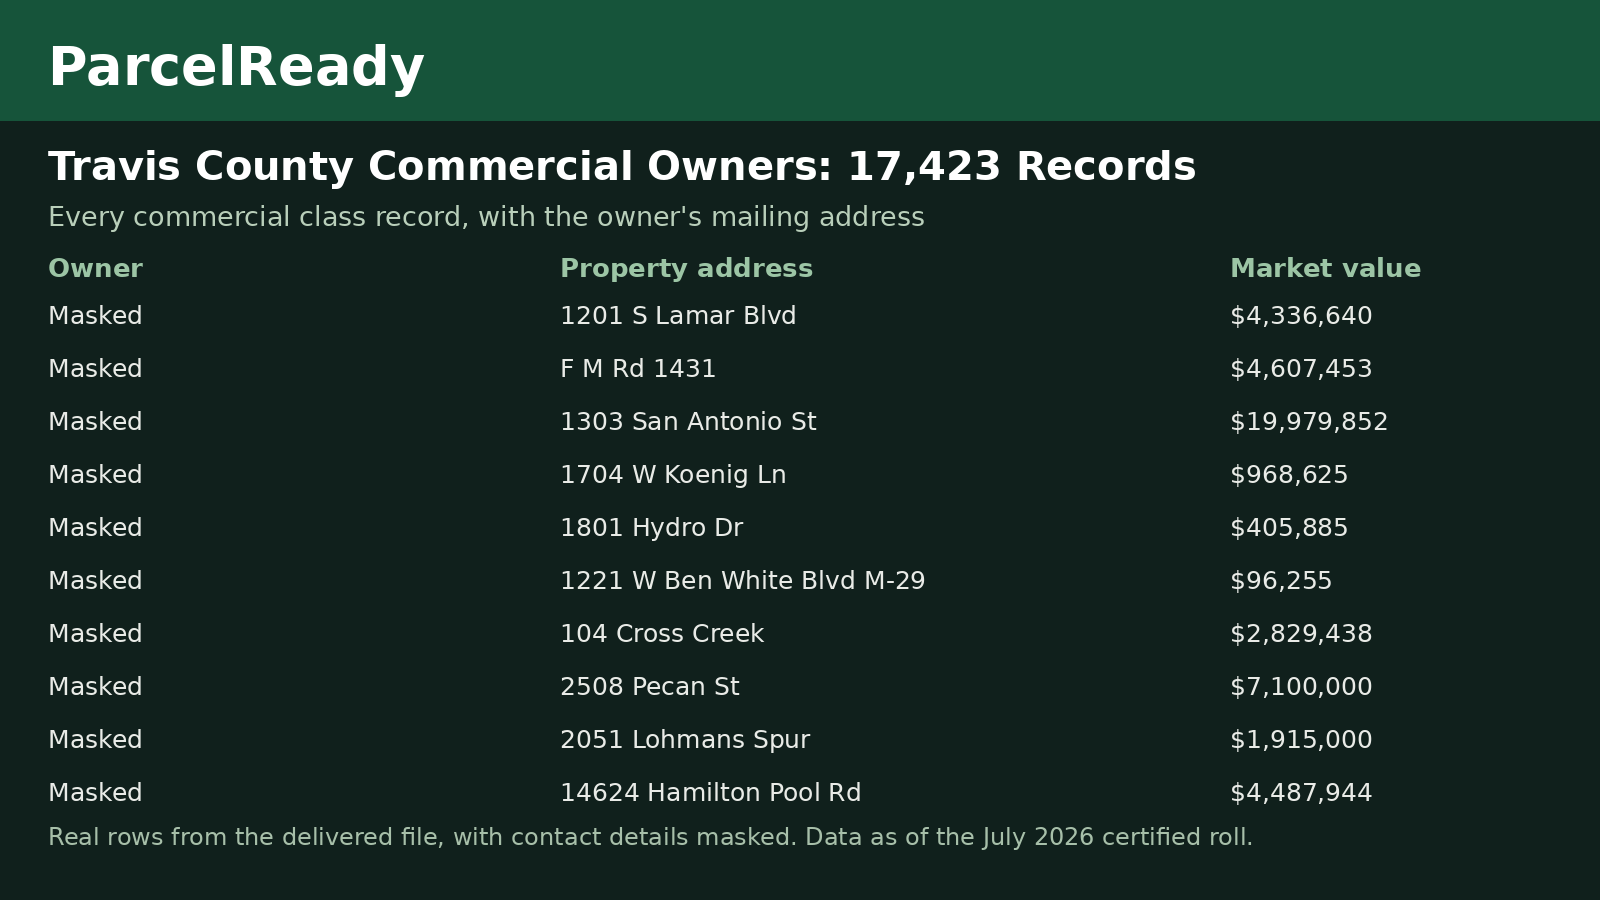 ParcelReady
Travis County Commercial Owners: 17,423 Records
Every commercial class record, with the owner's mailing address
Owner Property address Market value
Masked 1201 S Lamar Blvd $4,336,640
Masked F M Rd 1431 $4,607,453
Masked 1303 San Antonio St $19,979,852
Masked 1704 W Koenig Ln $968,625
Masked 1801 Hydro Dr $405,885
Masked 1221 W Ben White Blvd M-29 $96,255
Masked 104 Cross Creek $2,829,438
Masked 2508 Pecan St $7,100,000
Masked 2051 Lohmans Spur $1,915,000
Masked 14624 Hamilton Pool Rd $4,487,944
Real rows from the delivered file, with contact details masked. Data as of the July 2026 certified roll.